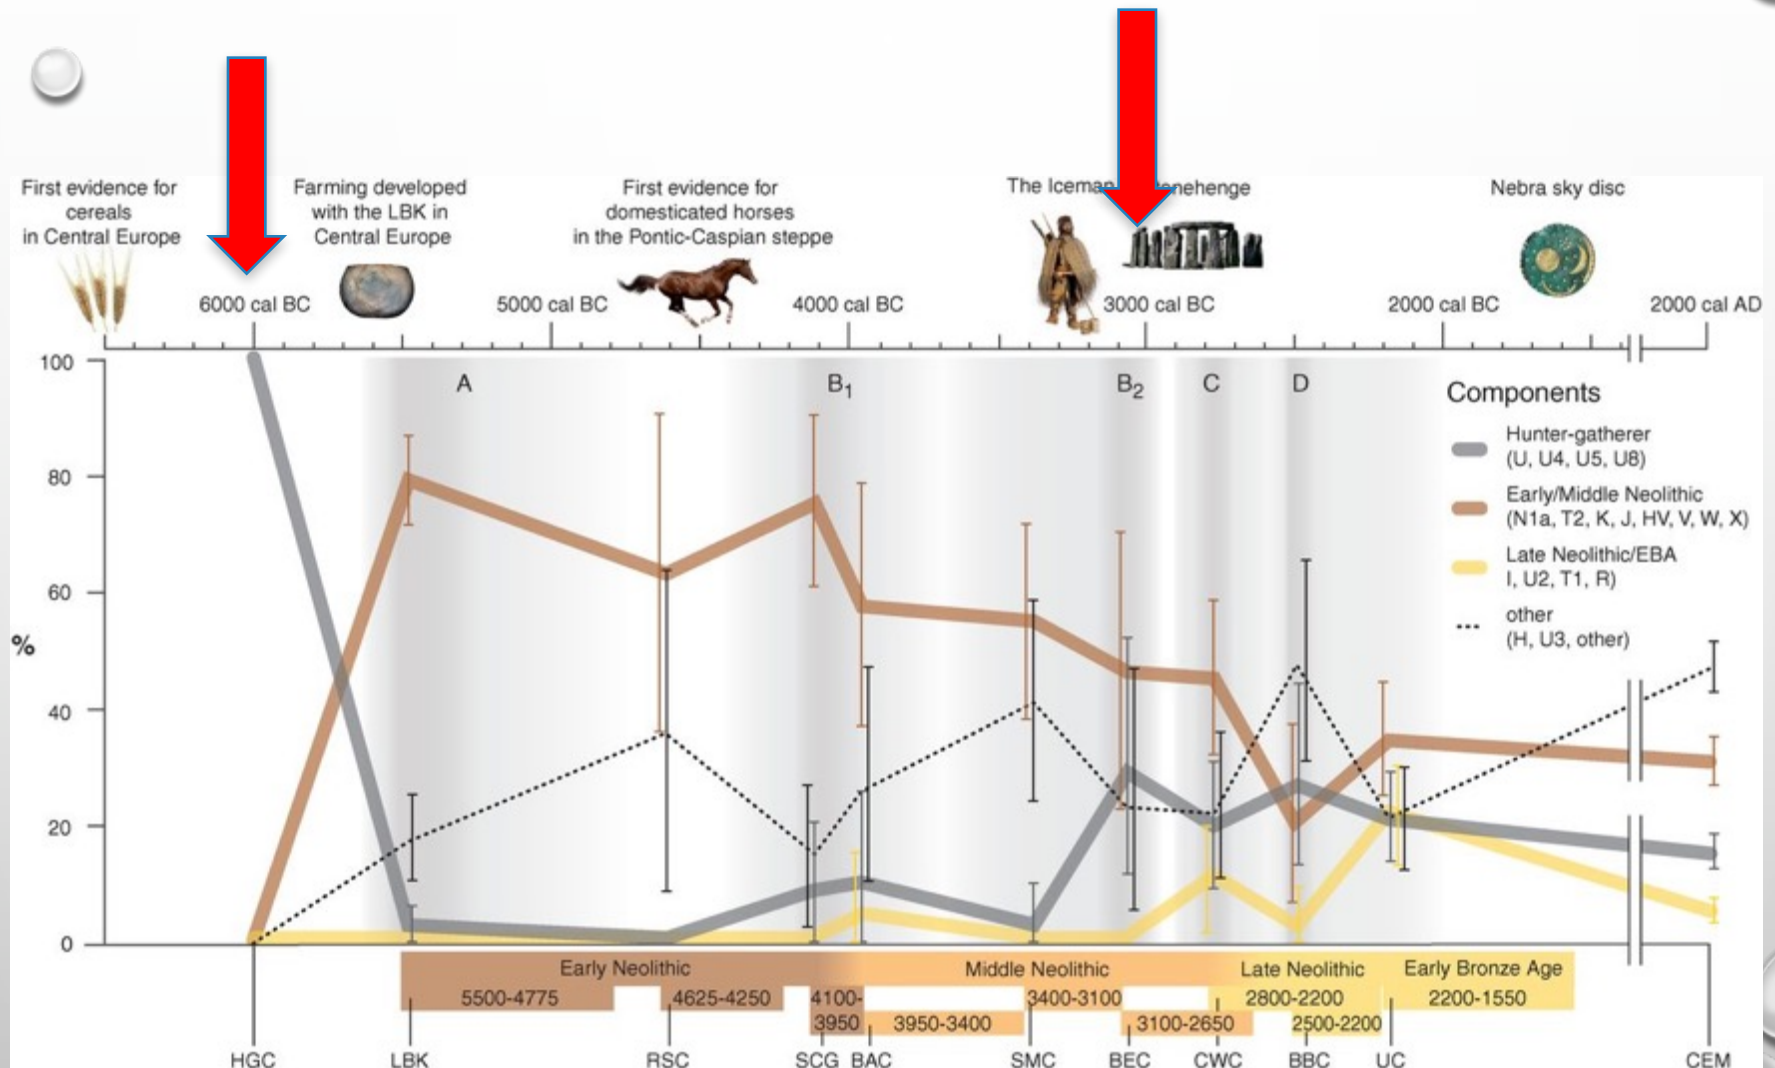 First evidence for
cereals
in Central Europe
Farming developed
with the LBK in
Central Europe
First evidence for
domesticated horses
in the Pontic-Caspian steppe
The Iceman
Nebra sky disc
6000 cal BC
5000 cal BC
4000 cal BC
3000 cal BC
2000 cal BC
2000 cal AD
100
80
60
40
20
0
%
A
B1
B2
C
D
Components
Hunter-gatherer
(U, U4, U5, U8)
Early/Middle Neolithic
(N1a, T2, K, J, HV, V, W, X)
Late Neolithic/EBA
I, U2, T1, R)
other
(H, U3, other)
Early Neolithic
Middle Neolithic
Late Neolithic
Early Bronze Age
5500-4775
4625-4250
4100-
3950
3950-3400
3400-3100
3100-2650
2800-2200
2500-2200
2200-1550
HGC
LBK
RSC
SCG
BAC
SMC
BEC
CWC
BBC
UC
CEM